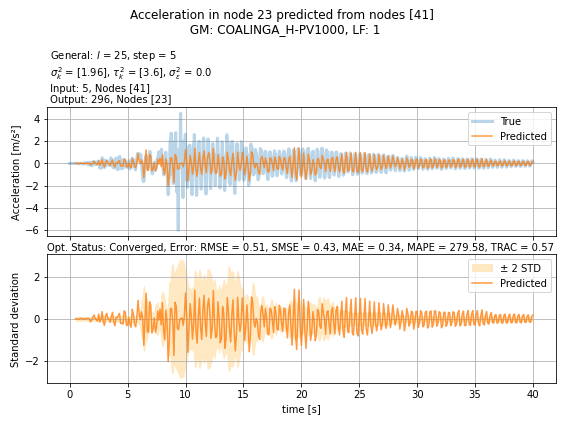 Acceleration in node 23 predicted from nodes [41]
GM: COALINGA_H-PV1000, LF: 1
General: l = 25, step = 5
σ²ₖ = [1.96], τ²ₖ = [3.6], σ²ₑ = 0.0
Input: 5, Nodes [41]
Output: 296, Nodes [23]
Acceleration [m/s²]
4
2
0
−2
−4
−6
True
Predicted
Opt. Status: Converged, Error: RMSE = 0.51, SMSE = 0.43, MAE = 0.34, MAPE = 279.58, TRAC = 0.57
Standard deviation
2
0
−2
± 2 STD
Predicted
0 5 10 15 20 25 30 35 40
time [s]